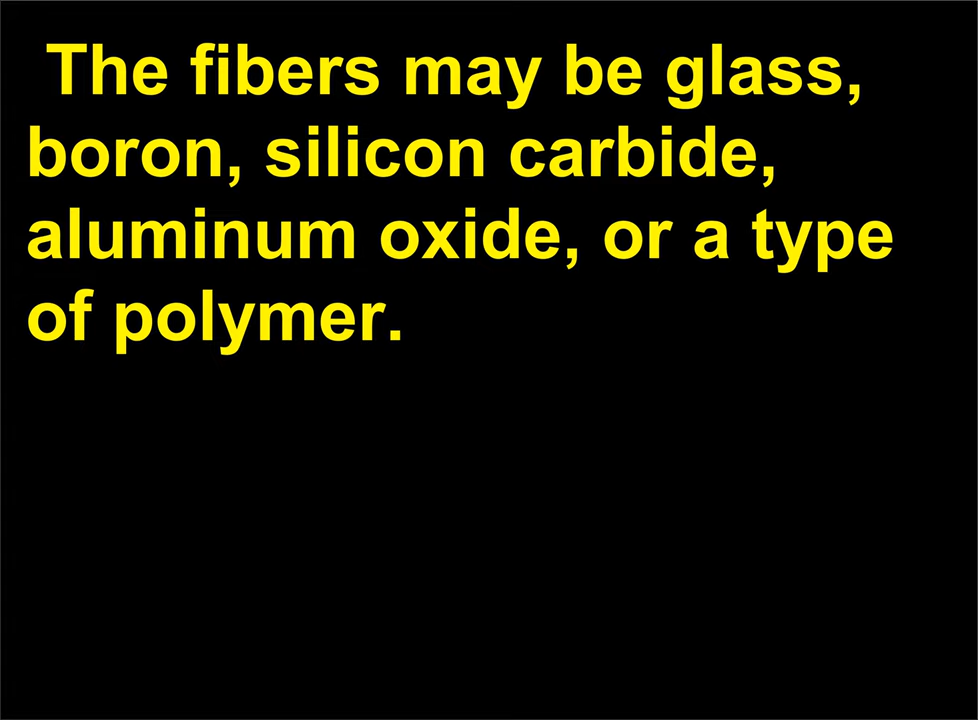 The fibers may be glass,
boron, silicon carbide,
aluminum oxide, or a type
of polymer.